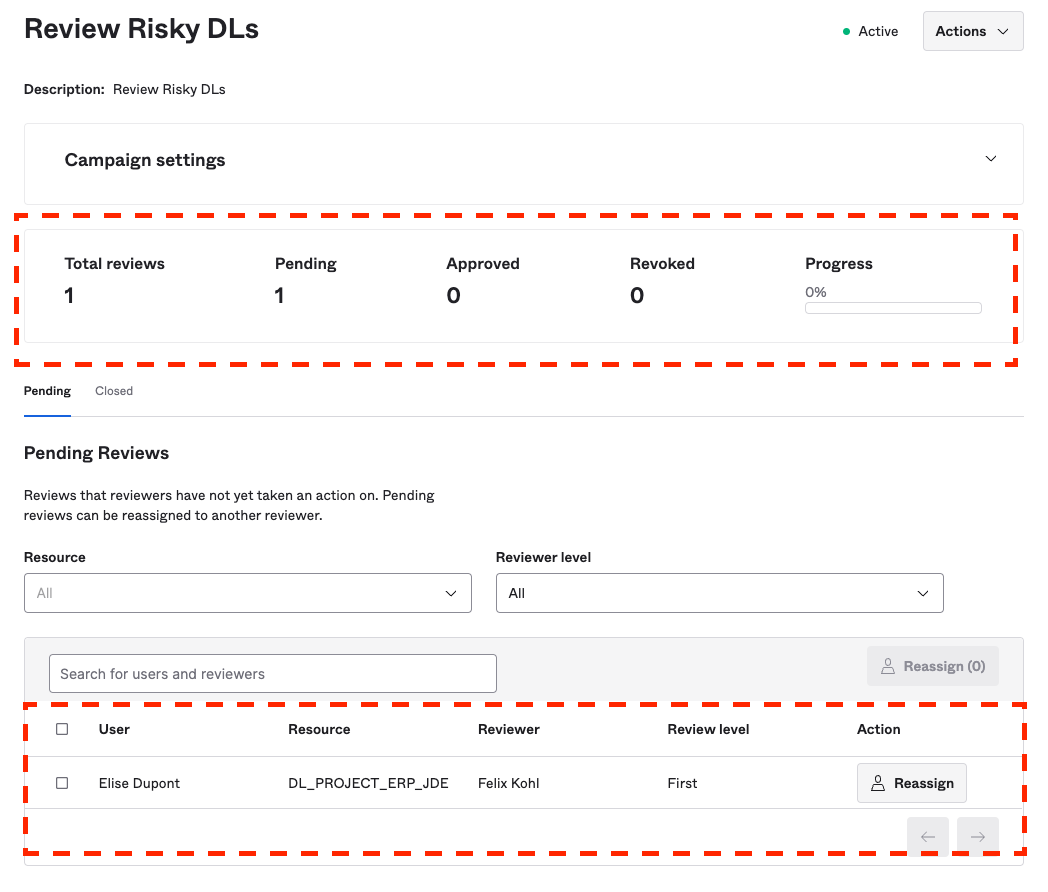 Review Risky DLs
Active
Actions
Description: Review Risky DLs
Campaign settings
Total reviews Pending Approved Revoked Progress
1 1 0 0 0%
Pending Closed
Pending Reviews
Reviews that reviewers have not yet taken an action on. Pending
reviews can be reassigned to another reviewer.
Resource Reviewer level
All All
Search for users and reviewers Reassign (0)
User Resource Reviewer Review level Action
Elise Dupont DL_PROJECT_ERP_JDE Felix Kohl First Reassign